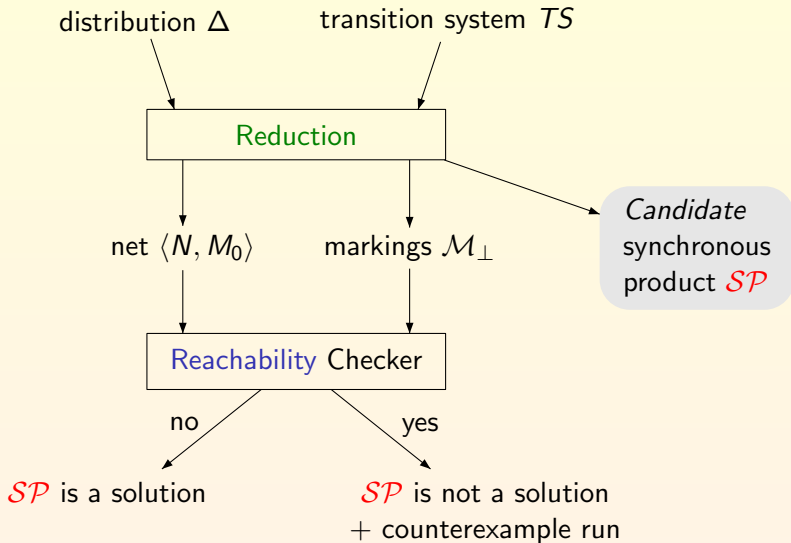 distribution Δ
transition system TS
Reduction
net ⟨N, M₀⟩
markings ℳ⊥
Candidate
synchronous
product 𝒮𝒫
Reachability Checker
no
yes
𝒮𝒫 is a solution
𝒮𝒫 is not a solution
+ counterexample run